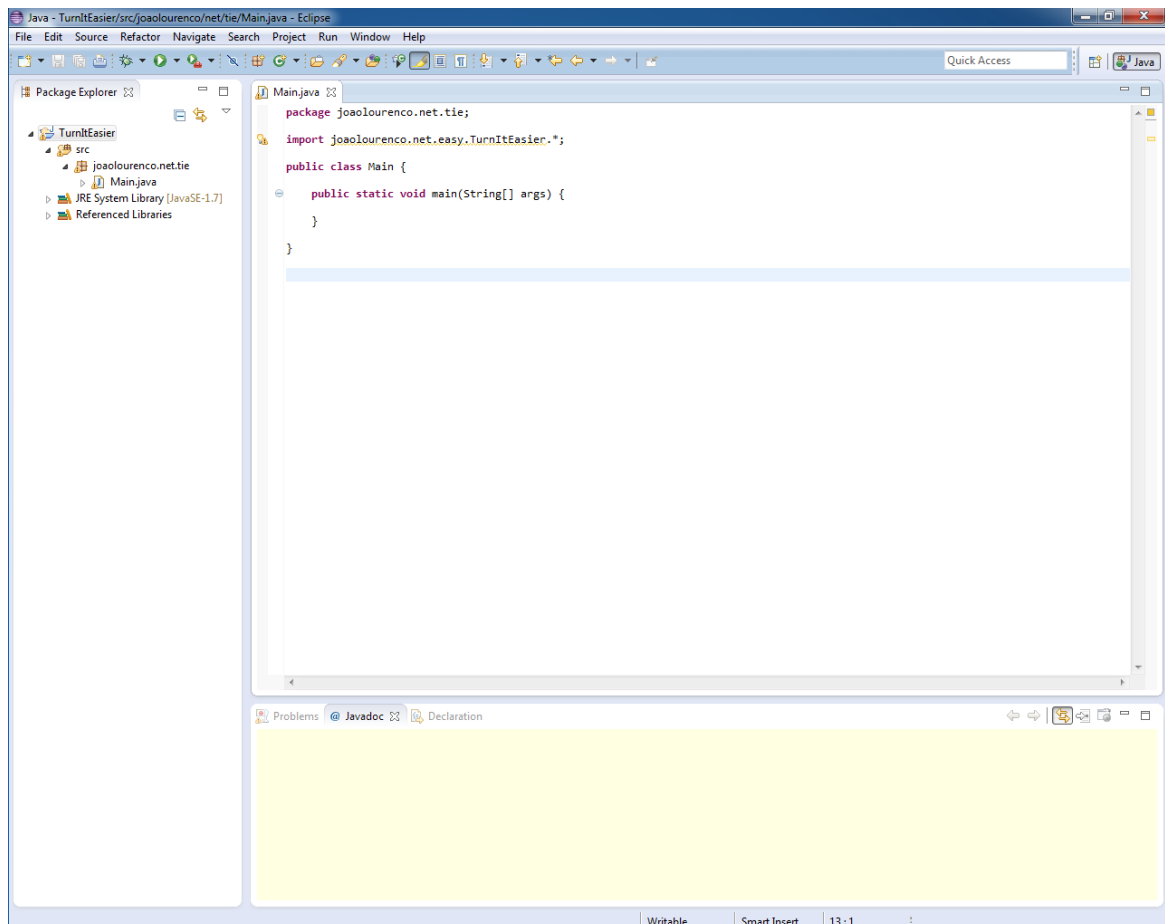 Java - TurnItEasier/src/joaolourenco/net/tie/Main.java - Eclipse
File Edit Source Refactor Navigate Search Project Run Window Help
Quick Access
Java
Package Explorer
TurnItEasier
src
joaolourenco.net.tie
Main.java
JRE System Library [JavaSE-1.7]
Referenced Libraries
Main.java
package joaolourenco.net.tie;
import joaolourenco.net.easy.TurnItEasier.*;
public class Main {
public static void main(String[] args) {
}
}
Problems @ Javadoc Declaration
Writable Smart Insert 13 : 1